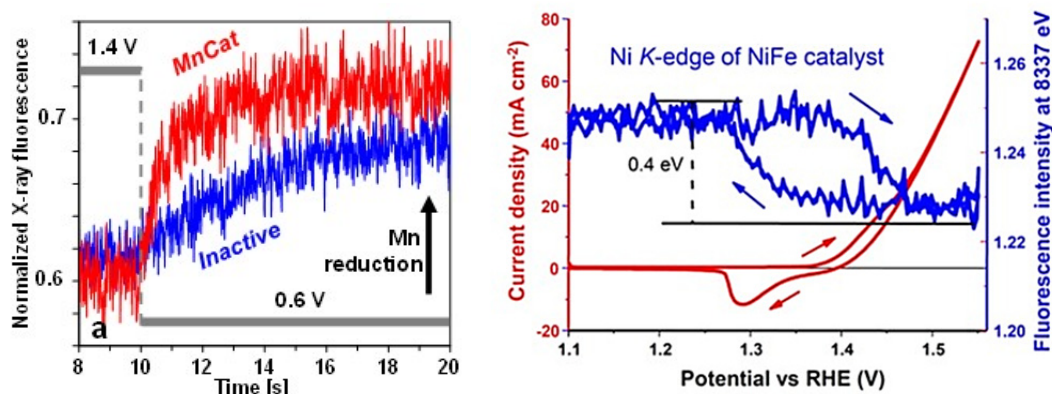 1.4 V
MnCat
Inactive
Mn
reduction
0.6 V
a
Normalized X-ray fluorescence
0.7
0.6
8 10 12 14 16 18 20
Time [s]
Ni K-edge of NiFe catalyst
0.4 eV
Current density (mA cm-2)
80
60
40
20
0
-20
1.1 1.2 1.3 1.4 1.5
Potential vs RHE (V)
1.26
1.24
1.22
1.20
Fluorescence intensity at 8337 eV